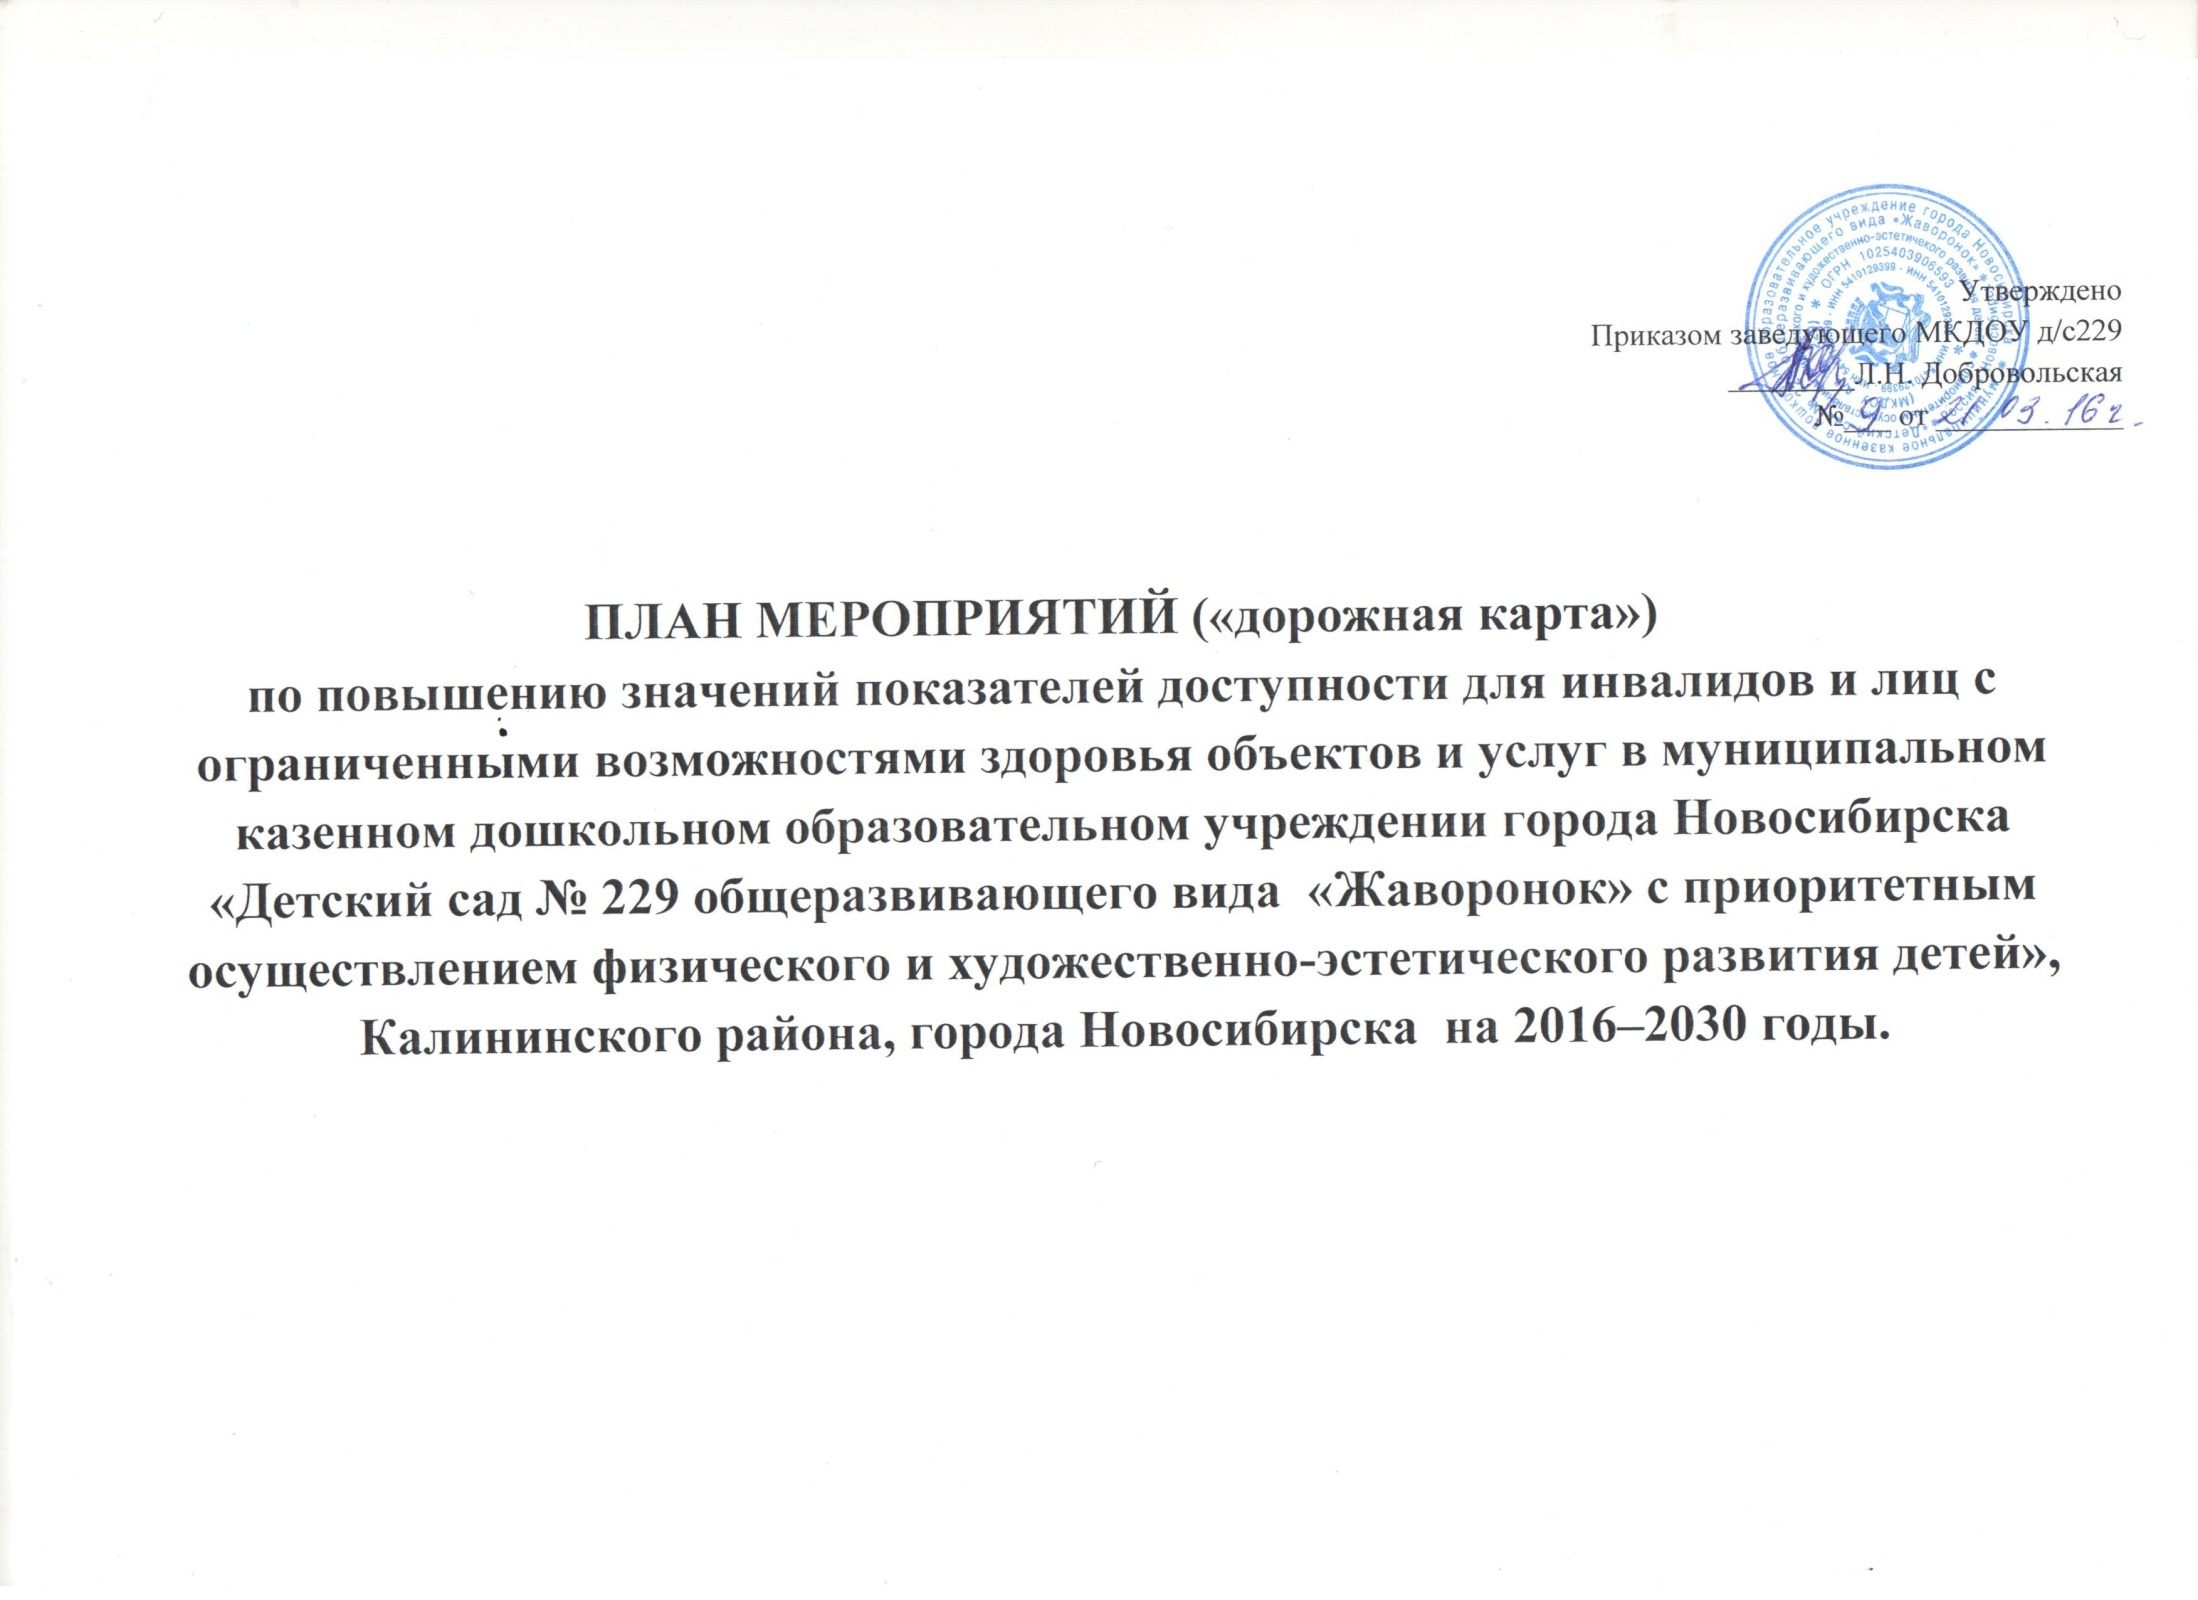 Утверждено
Приказом заведующего МКДОУ д/с229
Л.Н. Добровольская
№ 9 от 03.16г.
ПЛАН МЕРОПРИЯТИЙ («дорожная карта»)
по повышению значений показателей доступности для инвалидов и лиц с
ограниченными возможностями здоровья объектов и услуг в муниципальном
казенном дошкольном образовательном учреждении города Новосибирска
«Детский сад № 229 общеразвивающего вида «Жаворонок» с приоритетным
осуществлением физического и художественно-эстетического развития детей»,
Калининского района, города Новосибирска на 2016–2030 годы.